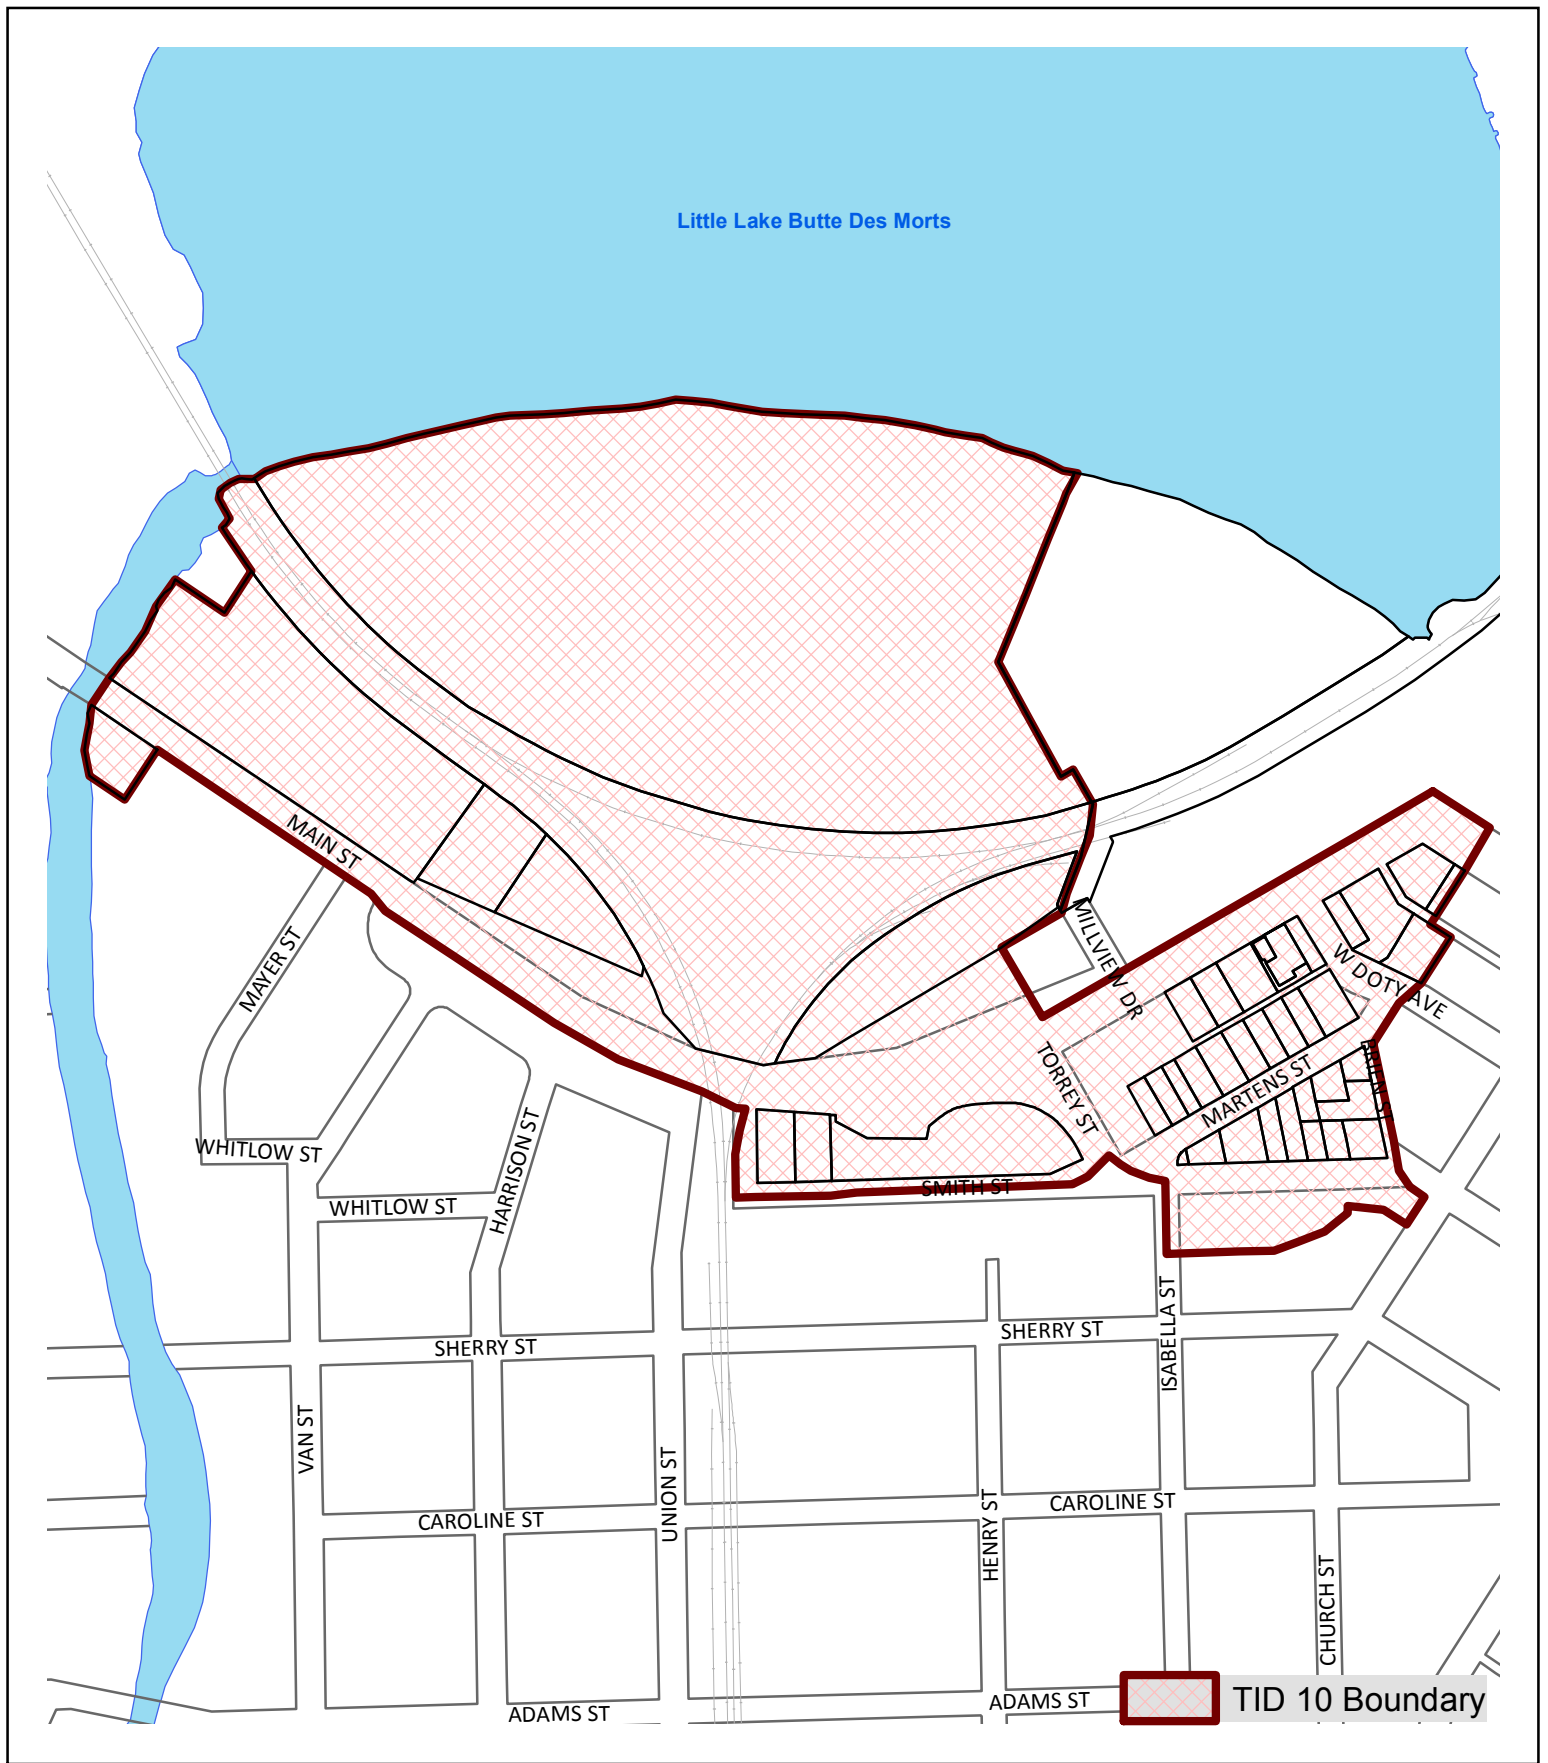 Little Lake Butte Des Morts
MAIN ST
MAYER ST
MILLVIEW DR
W DOTY AVE
TORREY ST
BRIEN ST
MARTENS ST
WHITLOW ST
HARRISON ST
WHITLOW ST
SMITH ST
ISABELLA ST
SHERRY ST
SHERRY ST
VAN ST
UNION ST
CAROLINE ST
CAROLINE ST
HENRY ST
CHURCH ST
ADAMS ST
ADAMS ST
TID 10 Boundary